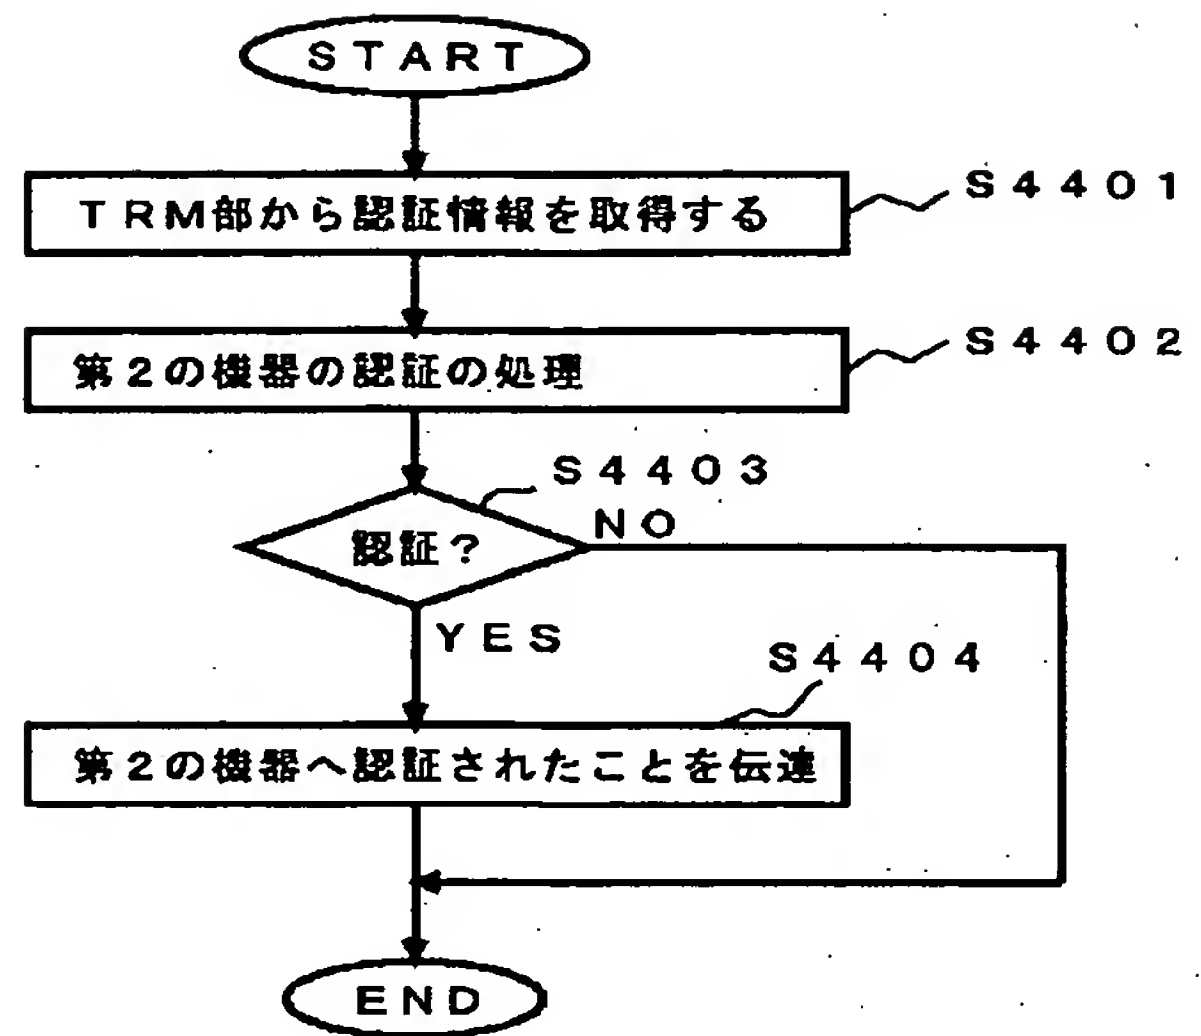 ＳＴＡＲＴ
ＴＲＭ部から認証情報を取得する
Ｓ４４０１
第２の機器の認証の処理
Ｓ４４０２
Ｓ４４０３
認証？
ＮＯ
ＹＥＳ
Ｓ４４０４
第２の機器へ認証されたことを伝達
ＥＮＤ